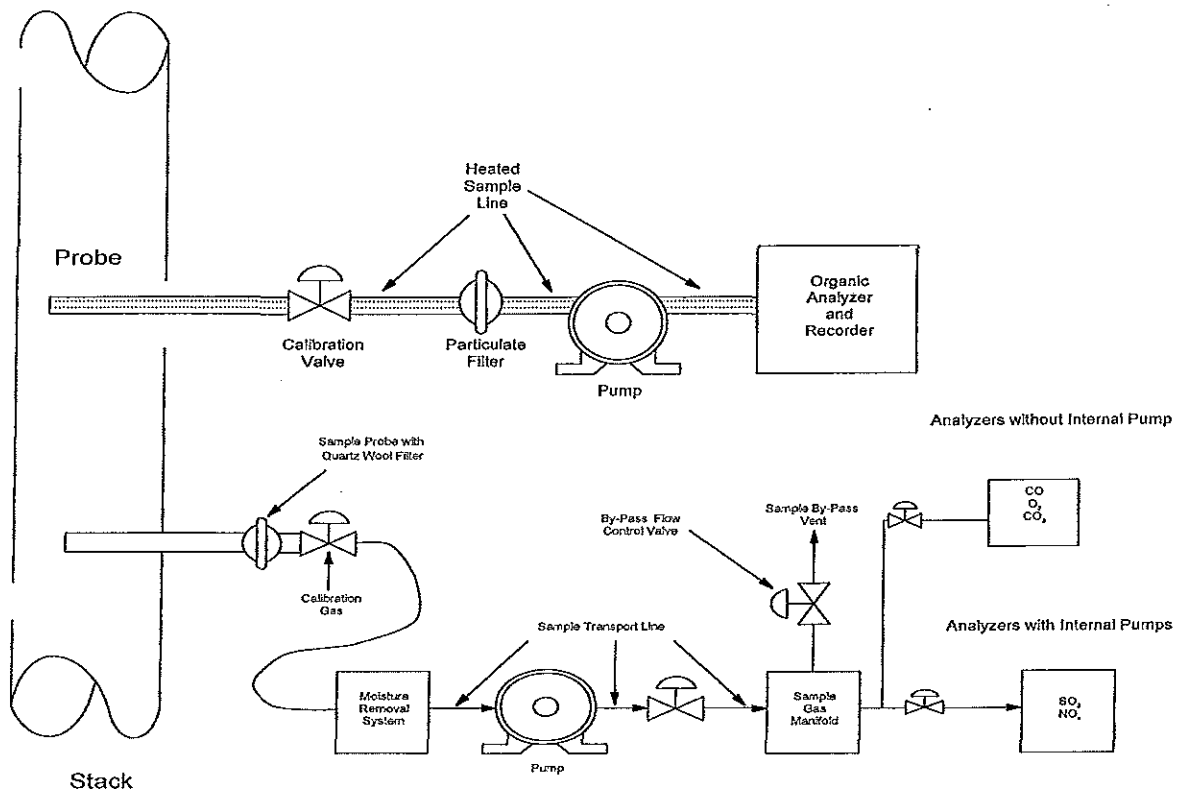 Heated
Sample
Line
Probe
Organic
Analyzer
and
Recorder
Calibration
Valve
Particulate
Filter
Pump
Analyzers without Internal Pump
Sample Probe with
Quartz Wool Filter
CO
O₂
CO₂
By-Pass Flow
Control Valve
Sample By-Pass
Vent
Calibration
Gas
Sample Transport Line
Analyzers with Internal Pumps
Moisture
Removal
System
Sample
Gas
Manifold
SO₂
NOₓ
Pump
Stack